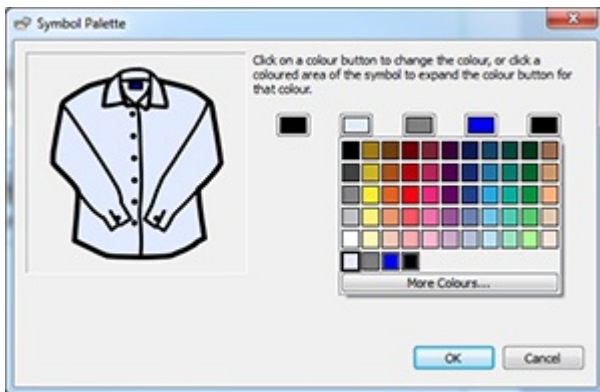 Symbol Palette
Click on a colour button to change the colour, or click a
coloured area of the symbol to expand the colour button for
that colour.
More Colours...
OK
Cancel